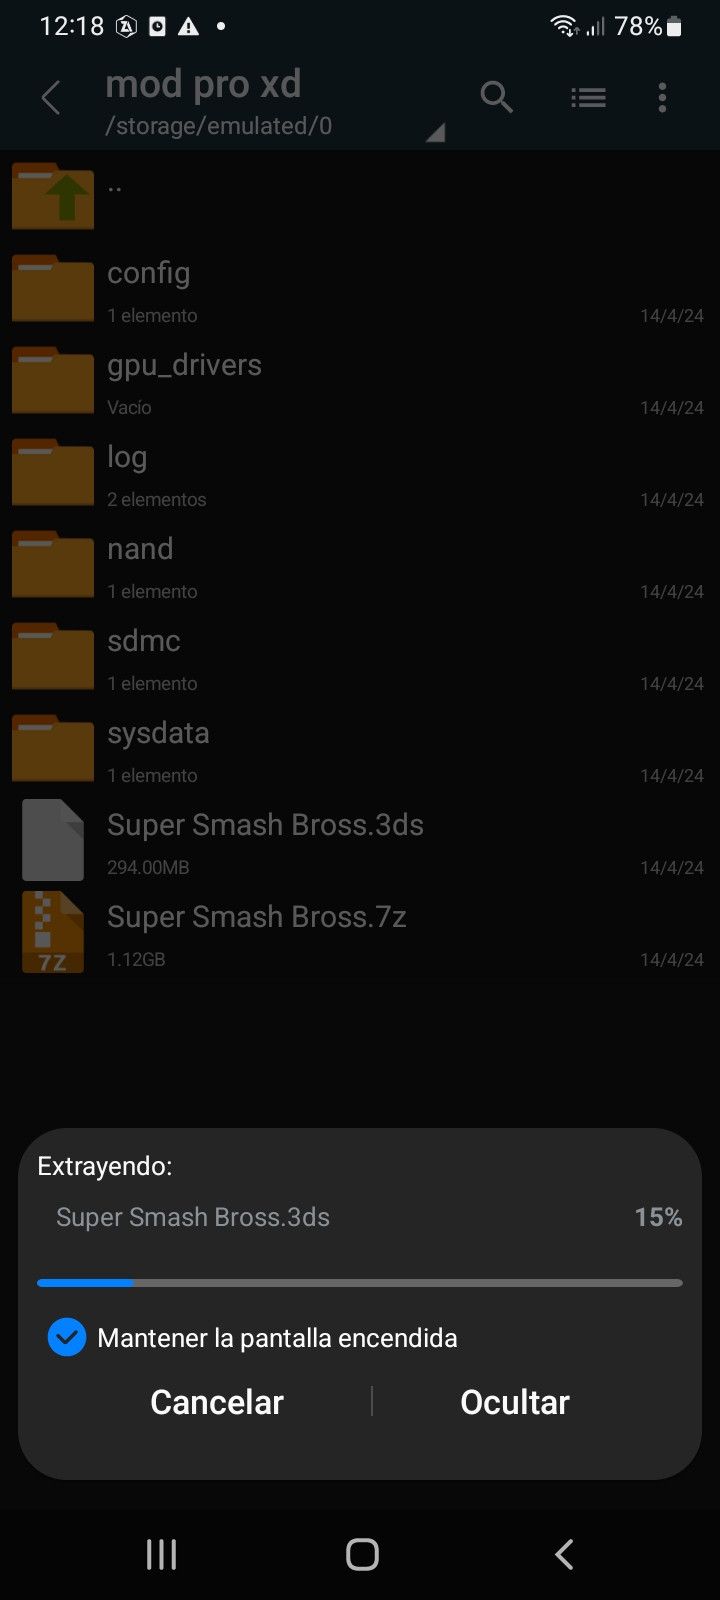 12:18
78%
mod pro xd
/storage/emulated/0
..
config
1 elemento
14/4/24
gpu_drivers
Vacío
14/4/24
log
2 elementos
14/4/24
nand
1 elemento
14/4/24
sdmc
1 elemento
14/4/24
sysdata
1 elemento
14/4/24
Super Smash Bross.3ds
294.00MB
14/4/24
Super Smash Bross.7z
7Z
1.12GB
14/4/24
Extrayendo:
Super Smash Bross.3ds
15%
Mantener la pantalla encendida
Cancelar
Ocultar